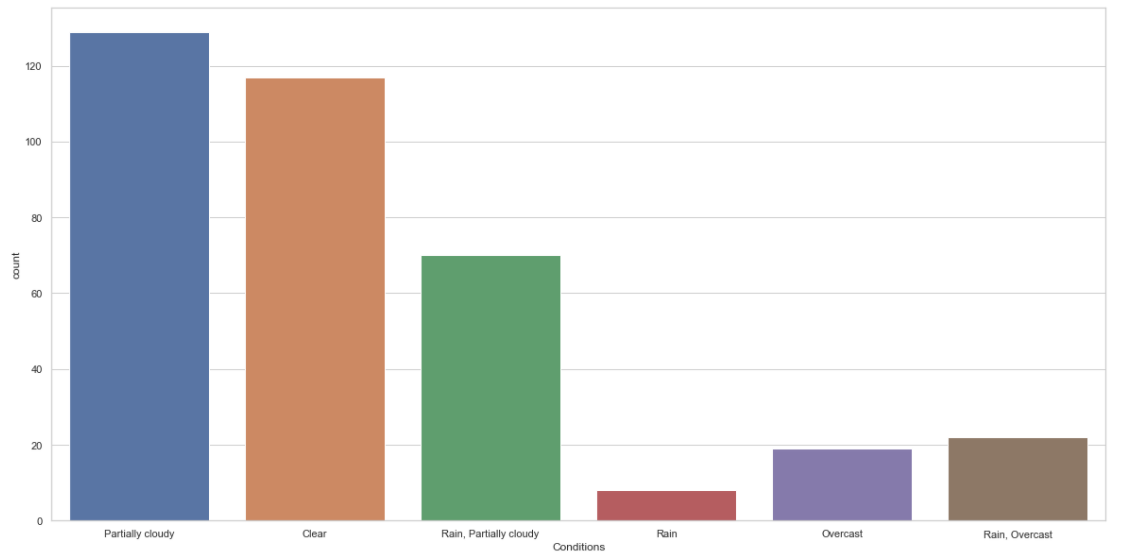 120
100
80
60
40
20
0
count
Partially cloudy
Clear
Rain, Partially cloudy
Rain
Overcast
Rain, Overcast
Conditions